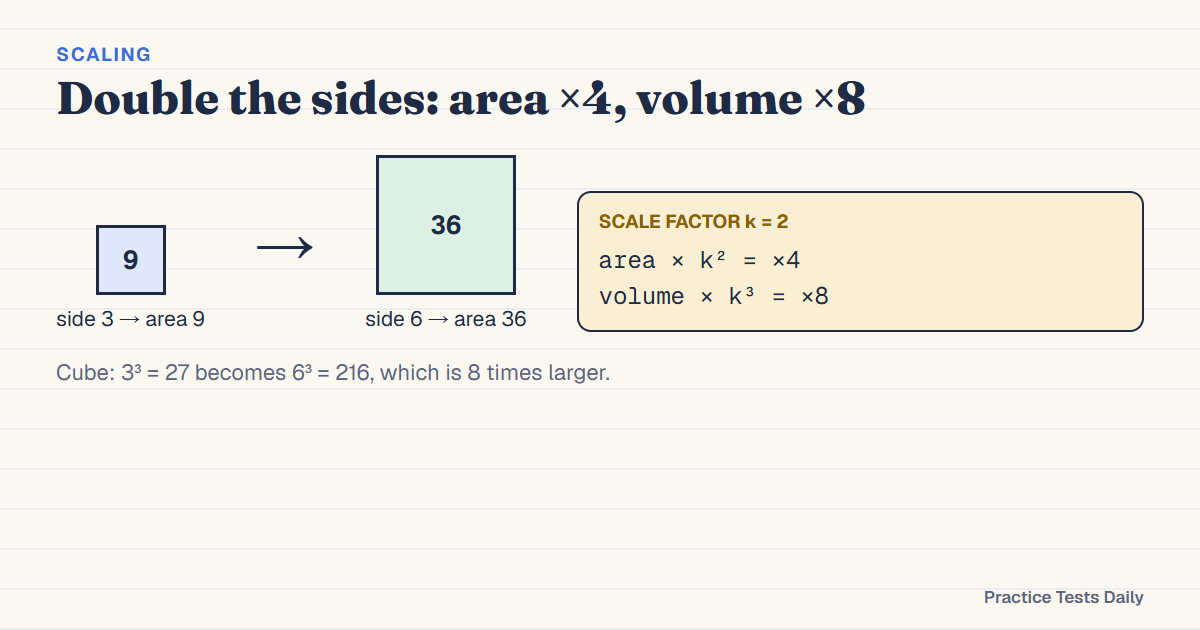 SCALING
Double the sides: area ×4, volume ×8
9
36
side 3 → area 9
side 6 → area 36
SCALE FACTOR k = 2
area × k² = ×4
volume × k³ = ×8
Cube: 3³ = 27 becomes 6³ = 216, which is 8 times larger.
Practice Tests Daily